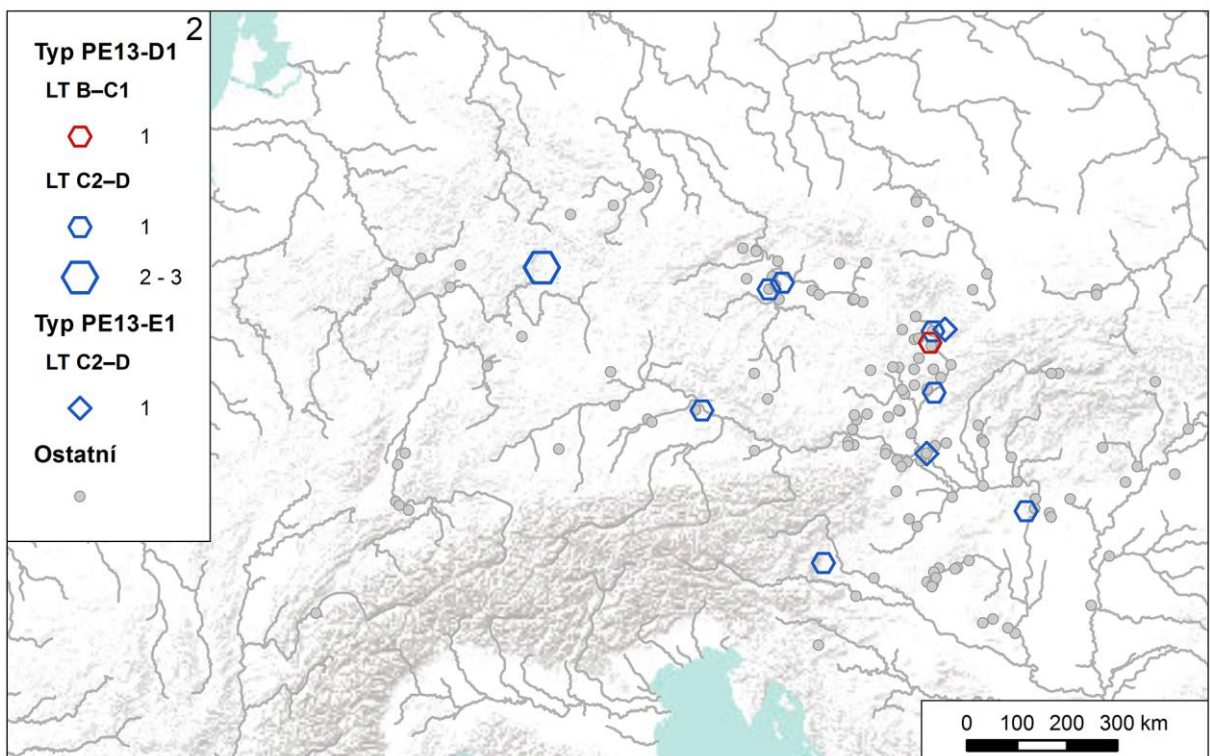 2
Typ PE13-D1
LT B–C1
1
LT C2–D
1
2 - 3
Typ PE13-E1
LT C2–D
1
Ostatní
0 100 200 300 km